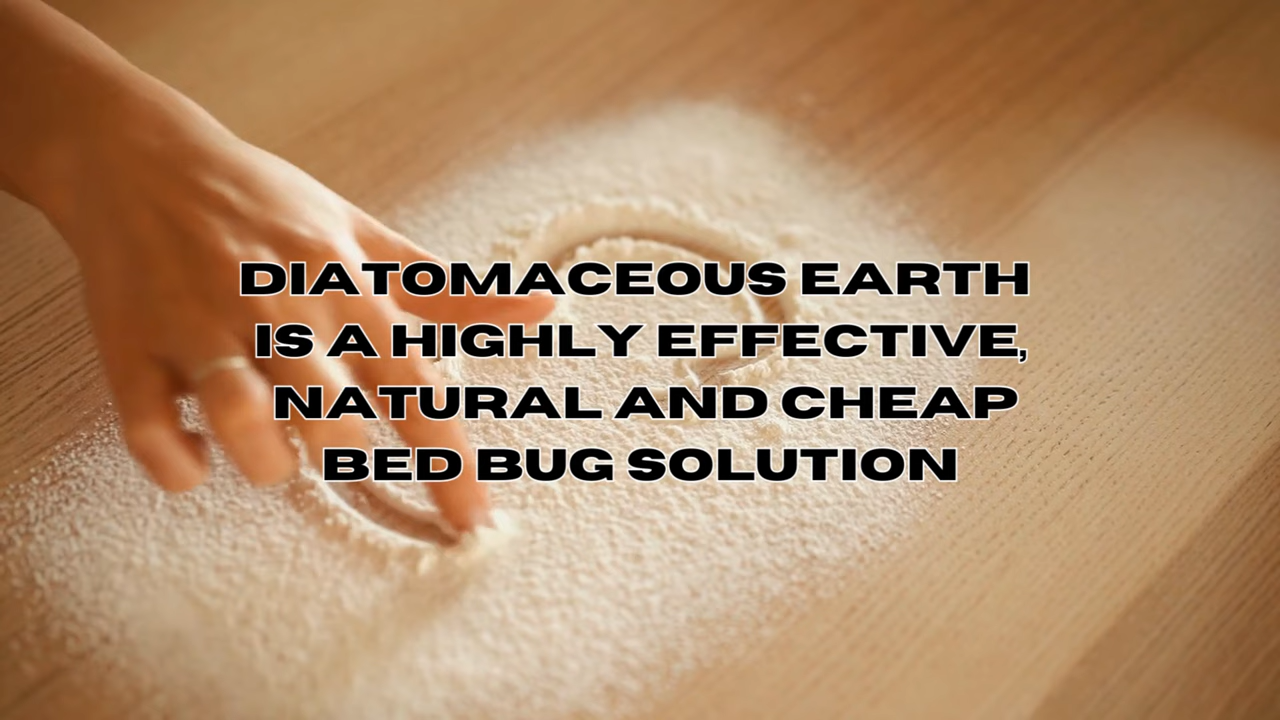 DIATOMACEOUS EARTH
IS A HIGHLY EFFECTIVE,
NATURAL AND CHEAP
BED BUG SOLUTION